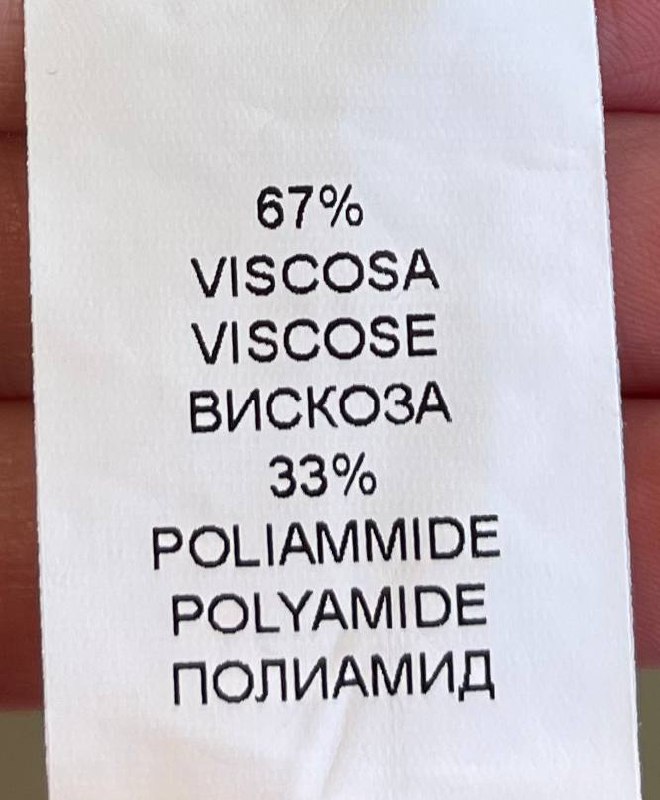 67%
VISCOSA
VISCOSE
ВИСКОЗА
33%
POLIAMMIDE
POLYAMIDE
ПОЛИАМИД